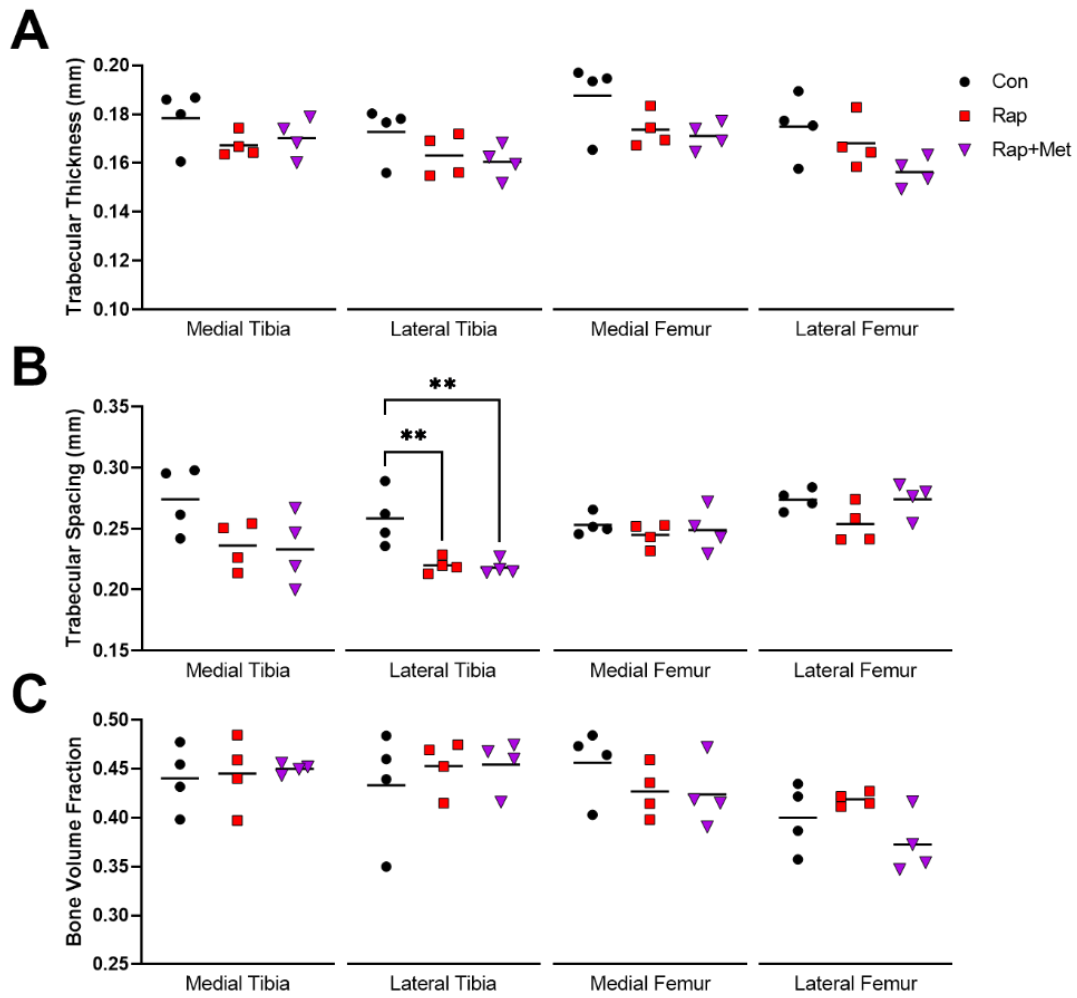 A
Trabecular Thickness (mm)
0.20
0.18
0.16
0.14
0.12
0.10
Medial Tibia
Lateral Tibia
Medial Femur
Lateral Femur
Con
Rap
Rap+Met
B
Trabecular Spacing (mm)
0.35
0.30
0.25
0.20
0.15
**
**
Medial Tibia
Lateral Tibia
Medial Femur
Lateral Femur
C
Bone Volume Fraction
0.50
0.45
0.40
0.35
0.30
0.25
Medial Tibia
Lateral Tibia
Medial Femur
Lateral Femur